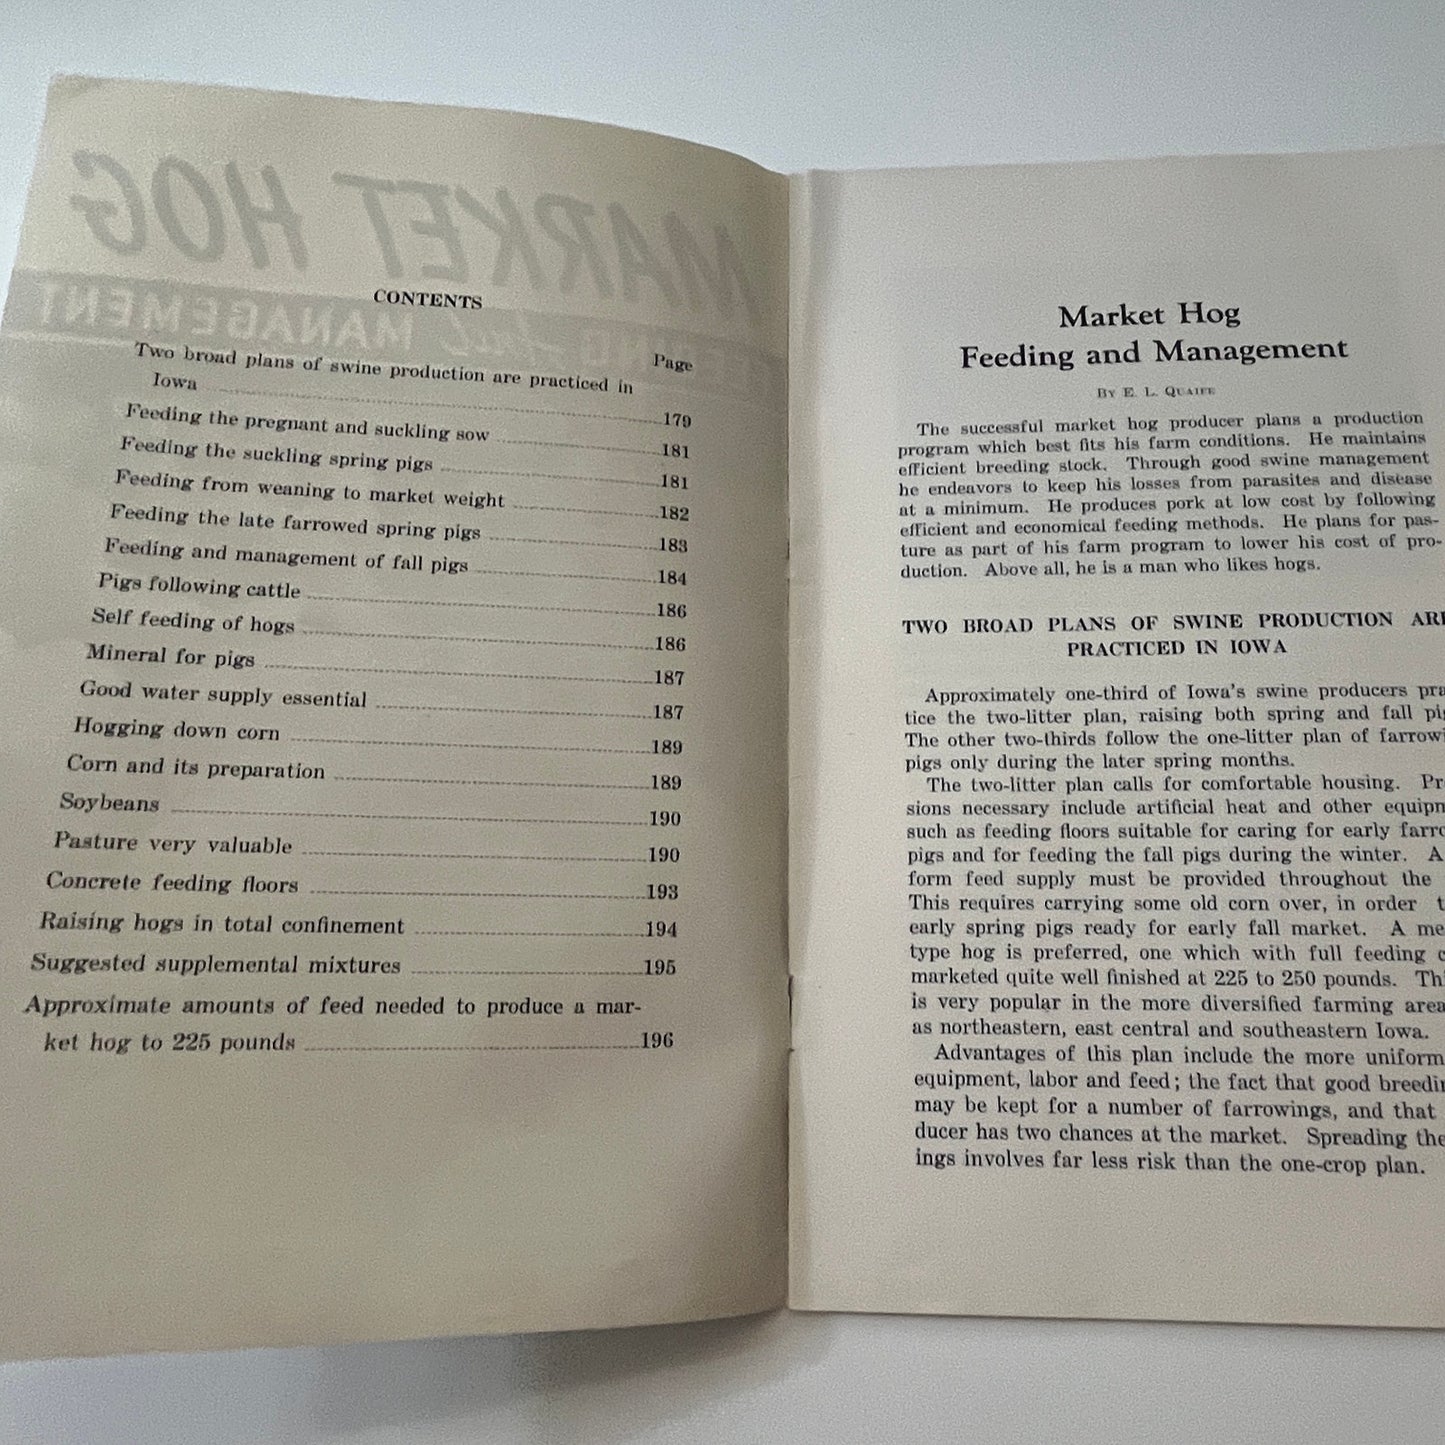 MARKET HOG
MANAGEMENT
CONTENTS
Page
Two broad plans of swine production are practiced in
Iowa 179
Feeding the pregnant and suckling sow 181
Feeding the suckling spring pigs 181
Feeding from weaning to market weight 182
Feeding the late farrowed spring pigs 183
Feeding and management of fall pigs 184
Pigs following cattle 186
Self feeding of hogs 186
Mineral for pigs 187
Good water supply essential 187
Hogging down corn 189
Corn and its preparation 189
Soybeans 190
Pasture very valuable 190
Concrete feeding floors 193
Raising hogs in total confinement 194
Suggested supplemental mixtures 195
Approximate amounts of feed needed to produce a mar-
ket hog to 225 pounds 196
Market Hog
Feeding and Management
By E. L. Quaife
The successful market hog producer plans a production
program which best fits his farm conditions. He maintains
efficient breeding stock. Through good swine management
he endeavors to keep his losses from parasites and disease
at a minimum. He produces pork at low cost by following
efficient and economical feeding methods. He plans for pas-
ture as part of his farm program to lower his cost of pro-
duction. Above all, he is a man who likes hogs.
TWO BROAD PLANS OF SWINE PRODUCTION ARE
PRACTICED IN IOWA
Approximately one-third of Iowa's swine producers pra
tice the two-litter plan, raising both spring and fall pig
The other two-thirds follow the one-litter plan of farrowi
pigs only during the later spring months.
The two-litter plan calls for comfortable housing. Pr
sions necessary include artificial heat and other equipm
such as feeding floors suitable for caring for early farro
pigs and for feeding the fall pigs during the winter. A
form feed supply must be provided throughout the
This requires carrying some old corn over, in order t
early spring pigs ready for early fall market. A me
type hog is preferred, one which with full feeding c
marketed quite well finished at 225 to 250 pounds. Thi
is very popular in the more diversified farming area
as northeastern, east central and southeastern Iowa.
Advantages of this plan include the more uniform
equipment, labor and feed; the fact that good breedin
may be kept for a number of farrowings, and that
ducer has two chances at the market. Spreading the
ings involves far less risk than the one-crop plan.